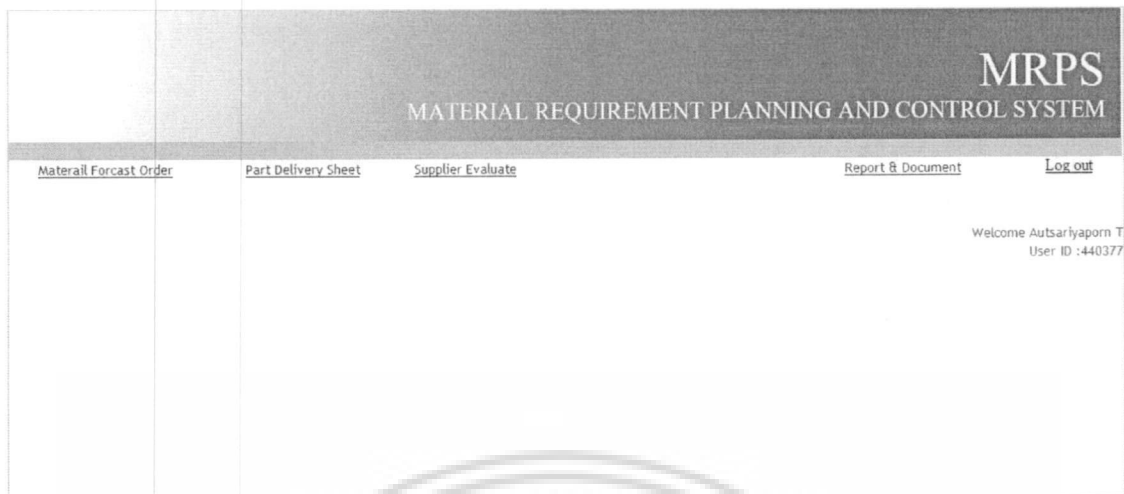 MRPS
MATERIAL REQUIREMENT PLANNING AND CONTROL SYSTEM
Materail Forcast Order Part Delivery Sheet Supplier Evaluate Report & Document Log out
Welcome Autsariyaporn T
User ID :440377